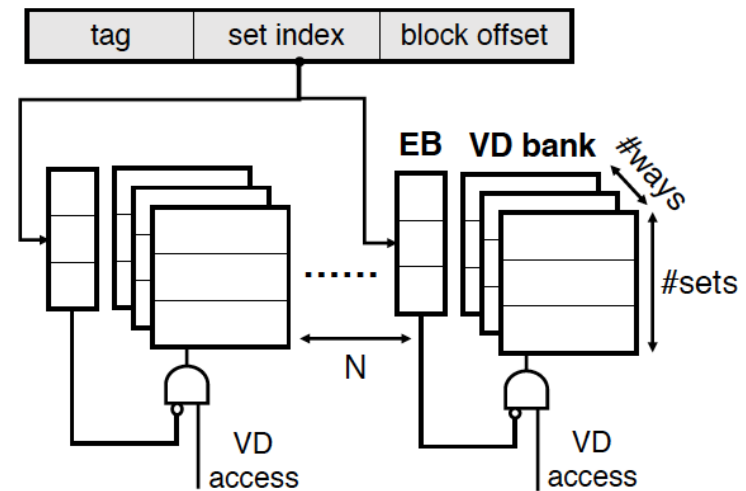 tag set index block offset
EB VD bank #ways
......
#sets
N
VD
access
VD
access